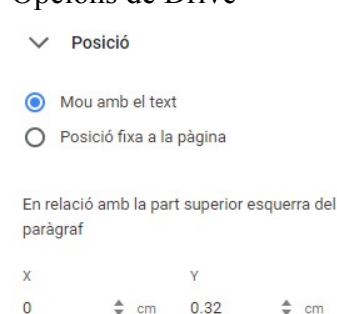 Opcions de Drive
Posició
Mou amb el text
Posició fixa a la pàgina
En relació amb la part superior esquerra del
paràgraf
X Y
0 cm 0.32 cm